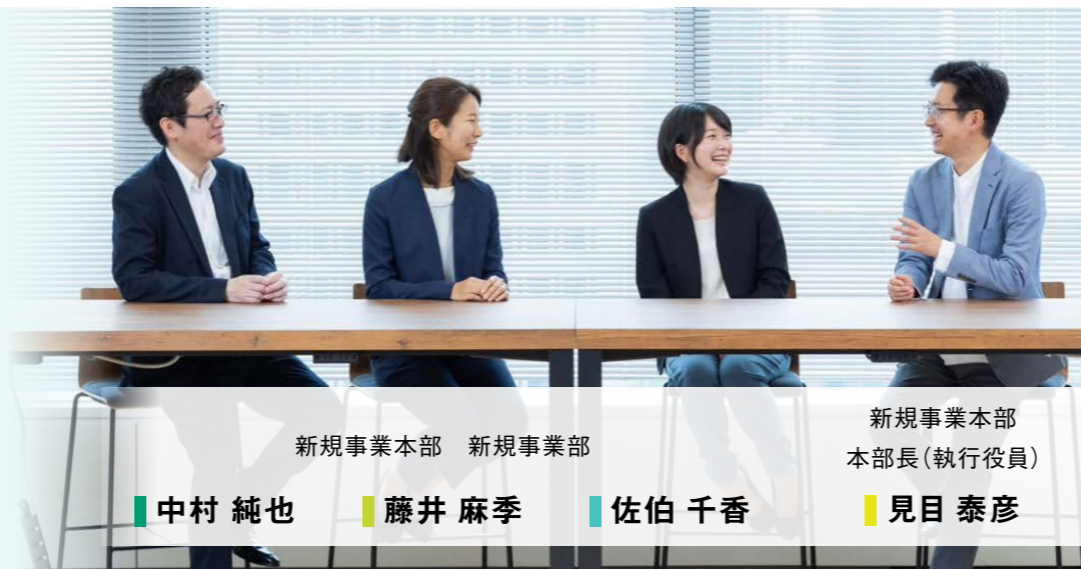 新規事業本部　新規事業部
新規事業本部
本部長（執行役員）
中村 純也
藤井 麻季
佐伯 千香
見目 泰彦